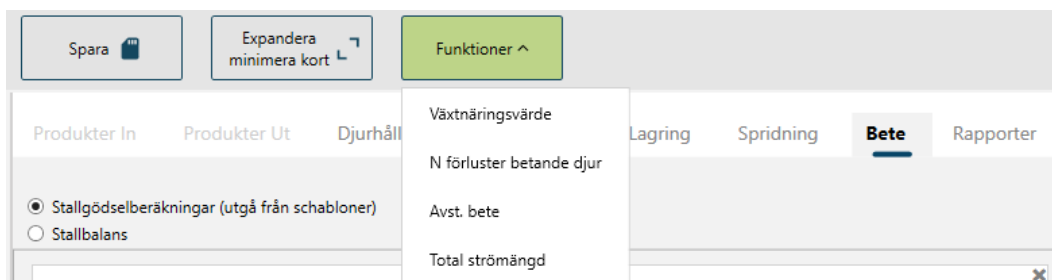 Spara
Expandera
minimera kort
Funktioner
Växtnäringsvärde
Produkter In Produkter Ut Djurhåll Lagring Spridning Bete Rapporter
N förluster betande djur
Stallgödselberäkningar (utgå från schabloner)
Avst. bete
Stallbalans
Total strömängd